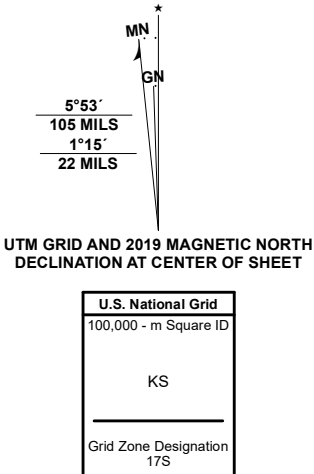 ★
MN
GN
5°53´
105 MILS
1°15´
22 MILS
UTM GRID AND 2019 MAGNETIC NORTH
DECLINATION AT CENTER OF SHEET
U.S. National Grid
100,000 - m Square ID
KS
Grid Zone Designation
17S